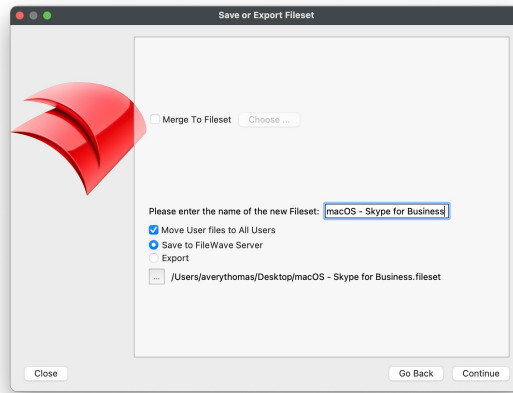 Save or Export Fileset
Merge To Fileset Choose ...
Please enter the name of the new Fileset: macOS - Skype for Business
Move User files to All Users
Save to FileWave Server
Export
... /Users/averythomas/Desktop/macOS - Skype for Business.fileset
Close Go Back Continue